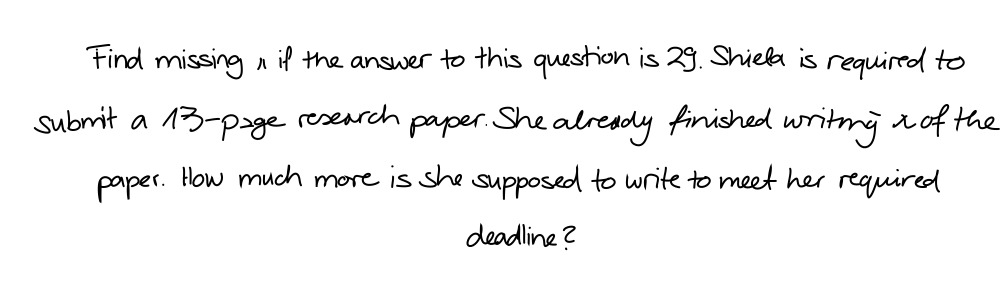 Find missing x if the answer to this question is 29. Shiela is required to
submit a 13-page research paper. She already finished writing x of the
paper. How much more is she supposed to write to meet her required
deadline?